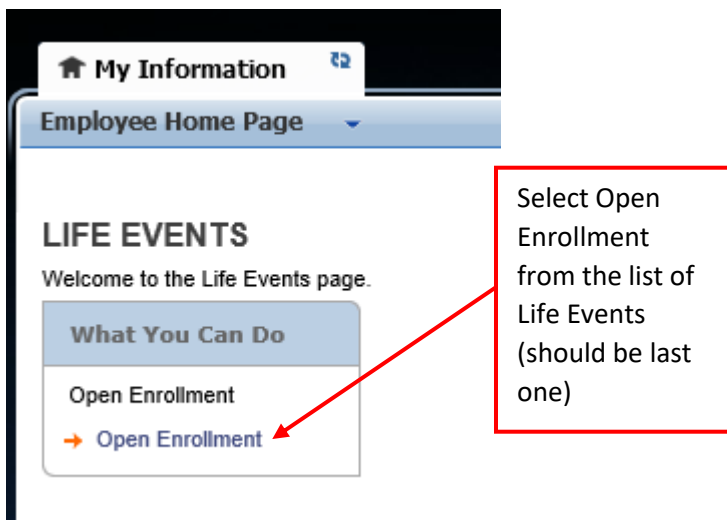 My Information
Employee Home Page
LIFE EVENTS
Welcome to the Life Events page.
What You Can Do
Open Enrollment
Open Enrollment
Select Open
Enrollment
from the list of
Life Events
(should be last
one)